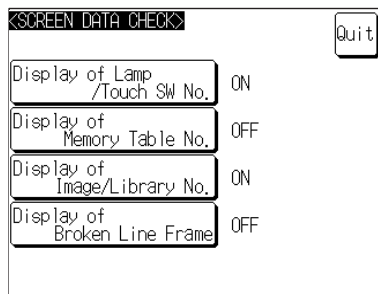 <SCREEN DATA CHECK>
Quit
Display of Lamp
/Touch SW No.
ON
Display of
Memory Table No.
OFF
Display of
Image/Library No.
ON
Display of
Broken Line Frame
OFF